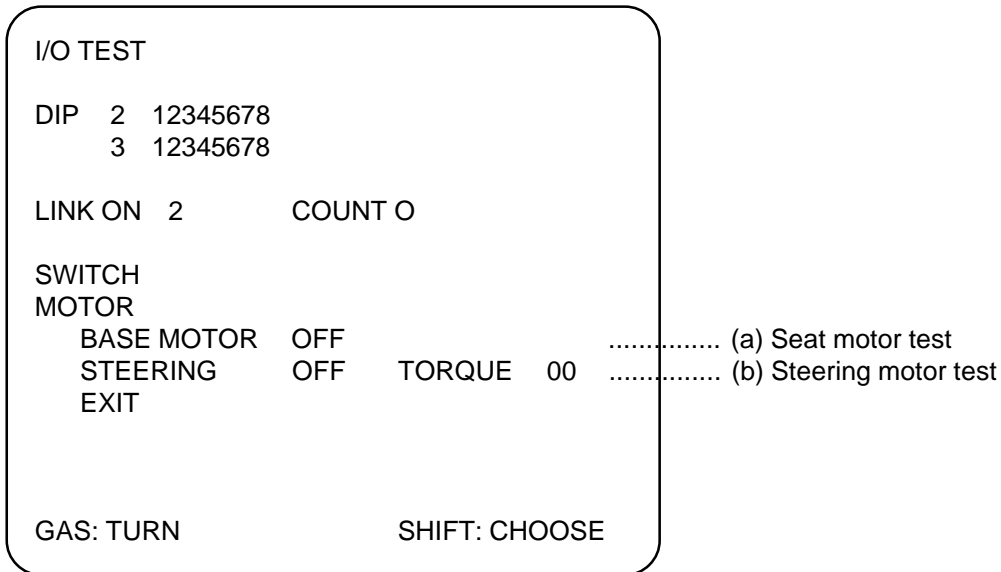 I/O TEST
DIP 2 12345678
3 12345678
LINK ON 2 COUNT O
SWITCH
MOTOR
BASE MOTOR OFF ............... (a) Seat motor test
STEERING OFF TORQUE 00 ............... (b) Steering motor test
EXIT
GAS: TURN SHIFT: CHOOSE